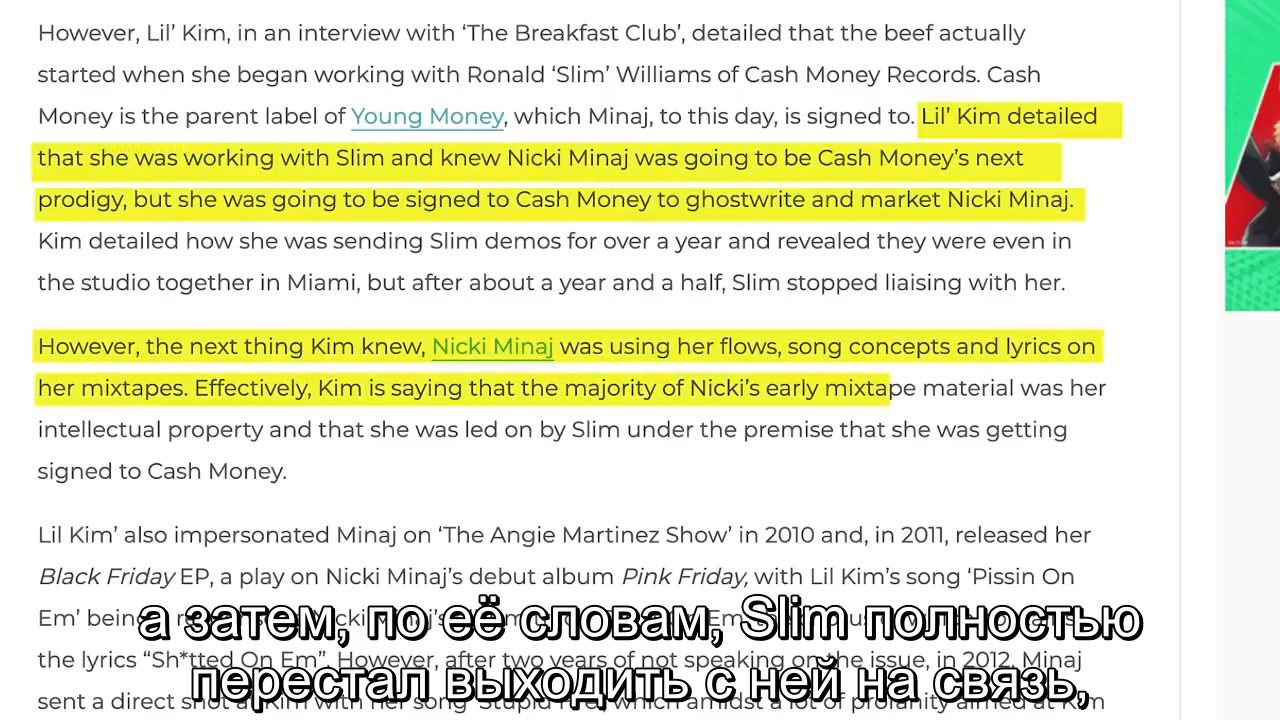 However, Lil’ Kim, in an interview with ‘The Breakfast Club’, detailed that the beef actually
started when she began working with Ronald ‘Slim’ Williams of Cash Money Records. Cash
Money is the parent label of Young Money, which Minaj, to this day, is signed to. Lil’ Kim detailed
that she was working with Slim and knew Nicki Minaj was going to be Cash Money’s next
prodigy, but she was going to be signed to Cash Money to ghostwrite and market Nicki Minaj.
Kim detailed how she was sending Slim demos for over a year and revealed they were even in
the studio together in Miami, but after about a year and a half, Slim stopped liaising with her.
However, the next thing Kim knew, Nicki Minaj was using her flows, song concepts and lyrics on
her mixtapes. Effectively, Kim is saying that the majority of Nicki’s early mixtape material was her
intellectual property and that she was led on by Slim under the premise that she was getting
signed to Cash Money.
Lil Kim’ also impersonated Minaj on ‘The Angie Martinez Show’ in 2010 and, in 2011, released her
Black Friday EP, a play on Nicki Minaj’s debut album Pink Friday, with Lil Kim’s song ‘Pissin On
Em’
а затем, по её словам, Slim полностью
the lyrics “Sh*tted On Em”. However, after two years of not speaking on the issue, in 2012, Minaj
перестал выходить с ней на связь,
sent a direct